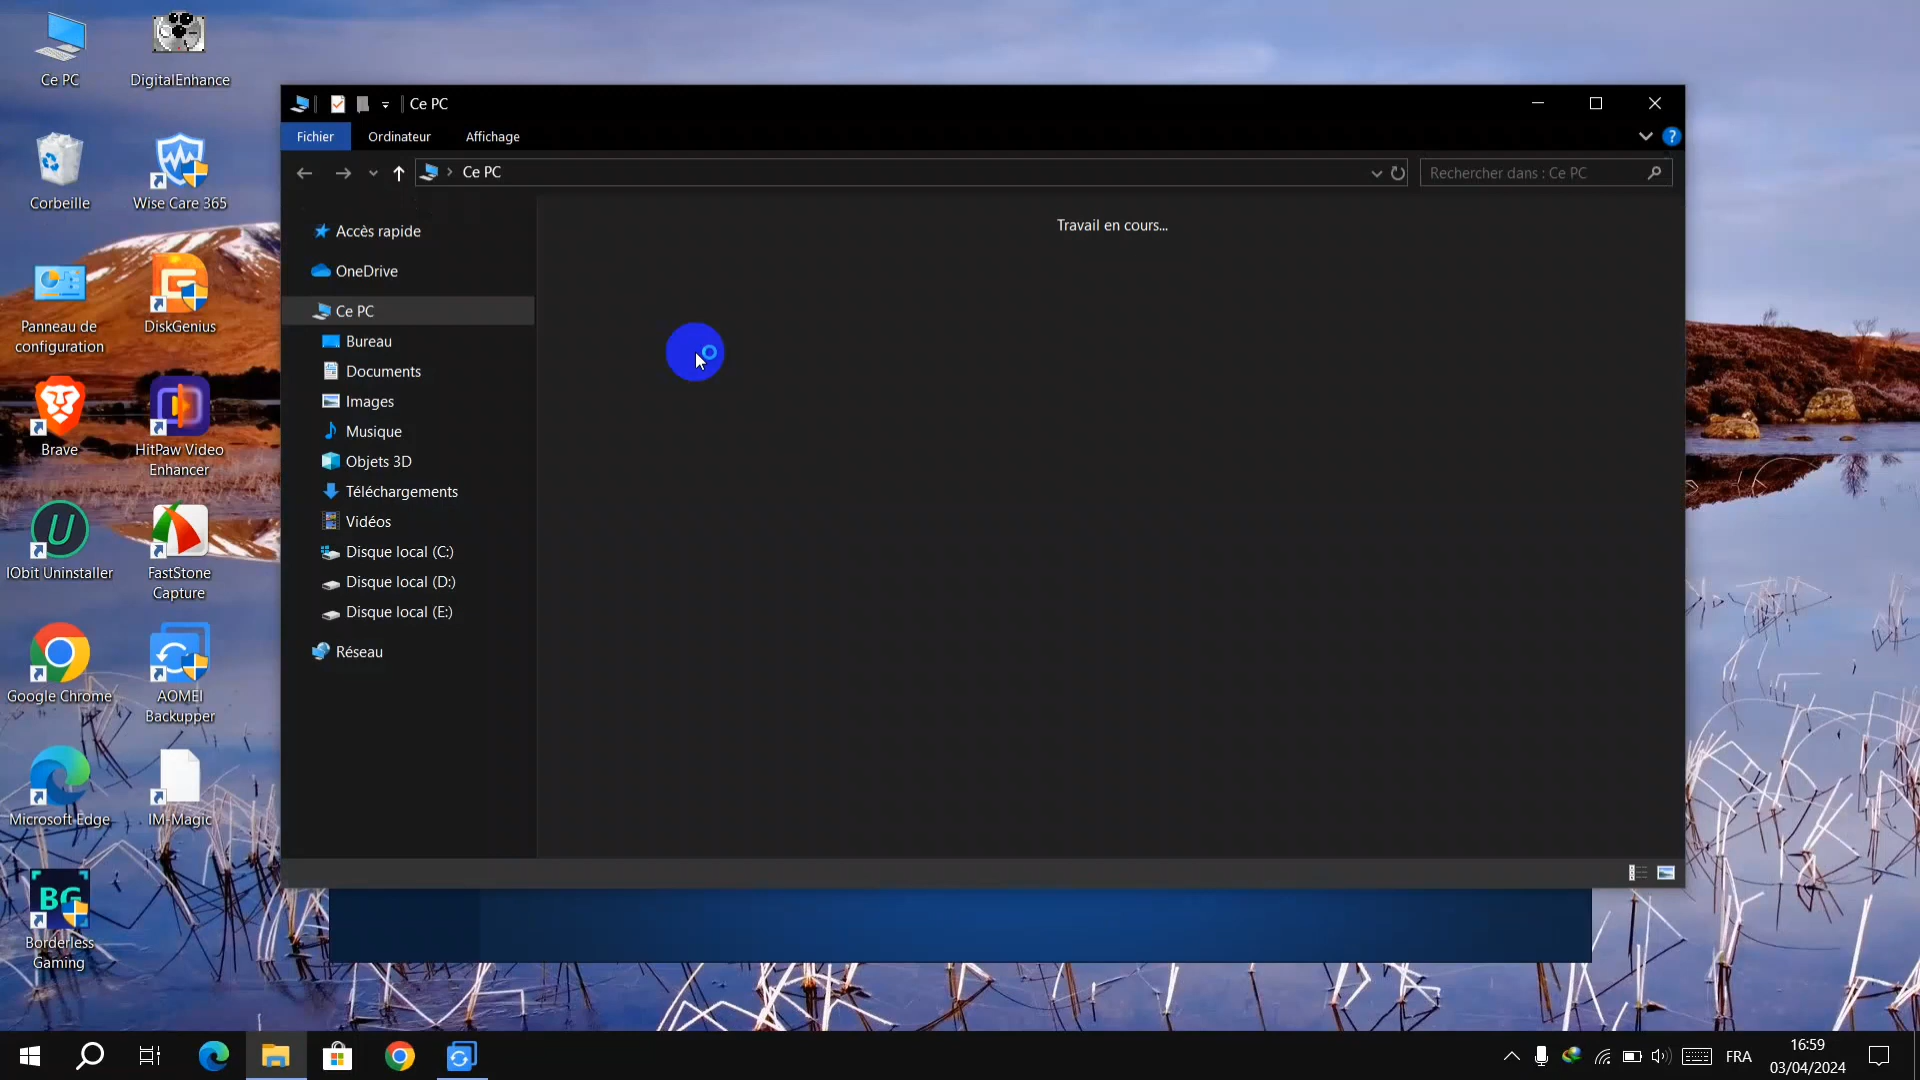 Ce PC
DigitalEnhance
Corbeille
Wise Care 365
Panneau de
configuration
DiskGenius
Brave
HitPaw Video
Enhancer
IObit Uninstaller
FastStone
Capture
Google Chrome
AOMEI
Backupper
Microsoft Edge
IM-Magic
BG
Borderless
Gaming
Ce PC
Fichier
Ordinateur
Affichage
?
Ce PC
Rechercher dans : Ce PC
Accès rapide
OneDrive
Ce PC
Bureau
Documents
Images
Musique
Objets 3D
Téléchargements
Vidéos
Disque local (C:)
Disque local (D:)
Disque local (E:)
Réseau
Travail en cours...
FRA
16:59
03/04/2024